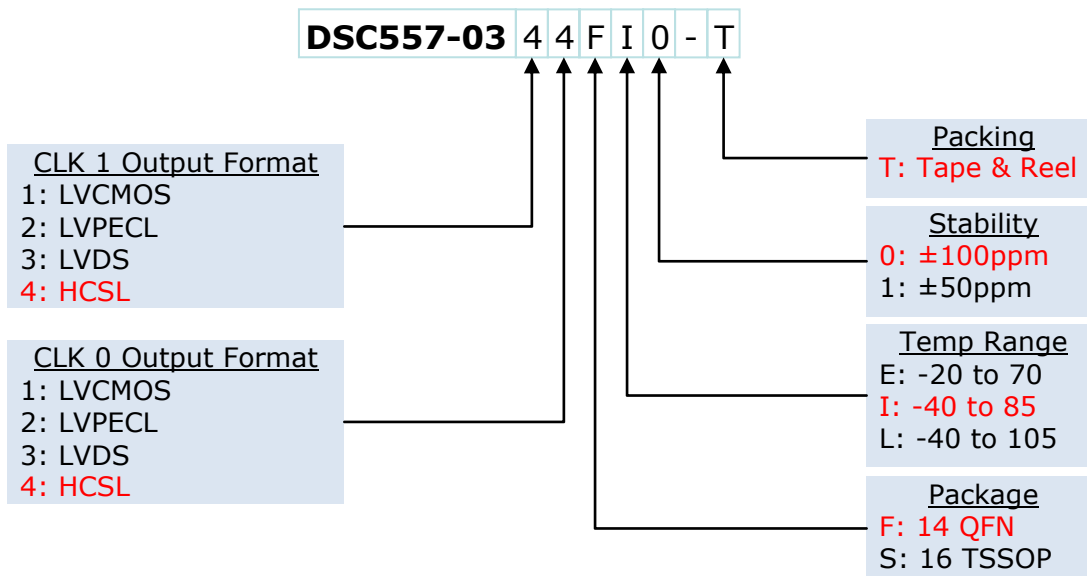 DSC557-03 4 4 F I 0 - T
CLK 1 Output Format
1: LVCMOS
2: LVPECL
3: LVDS
4: HCSL
CLK 0 Output Format
1: LVCMOS
2: LVPECL
3: LVDS
4: HCSL
Packing
T: Tape & Reel
Stability
0: ±100ppm
1: ±50ppm
Temp Range
E: -20 to 70
I: -40 to 85
L: -40 to 105
Package
F: 14 QFN
S: 16 TSSOP